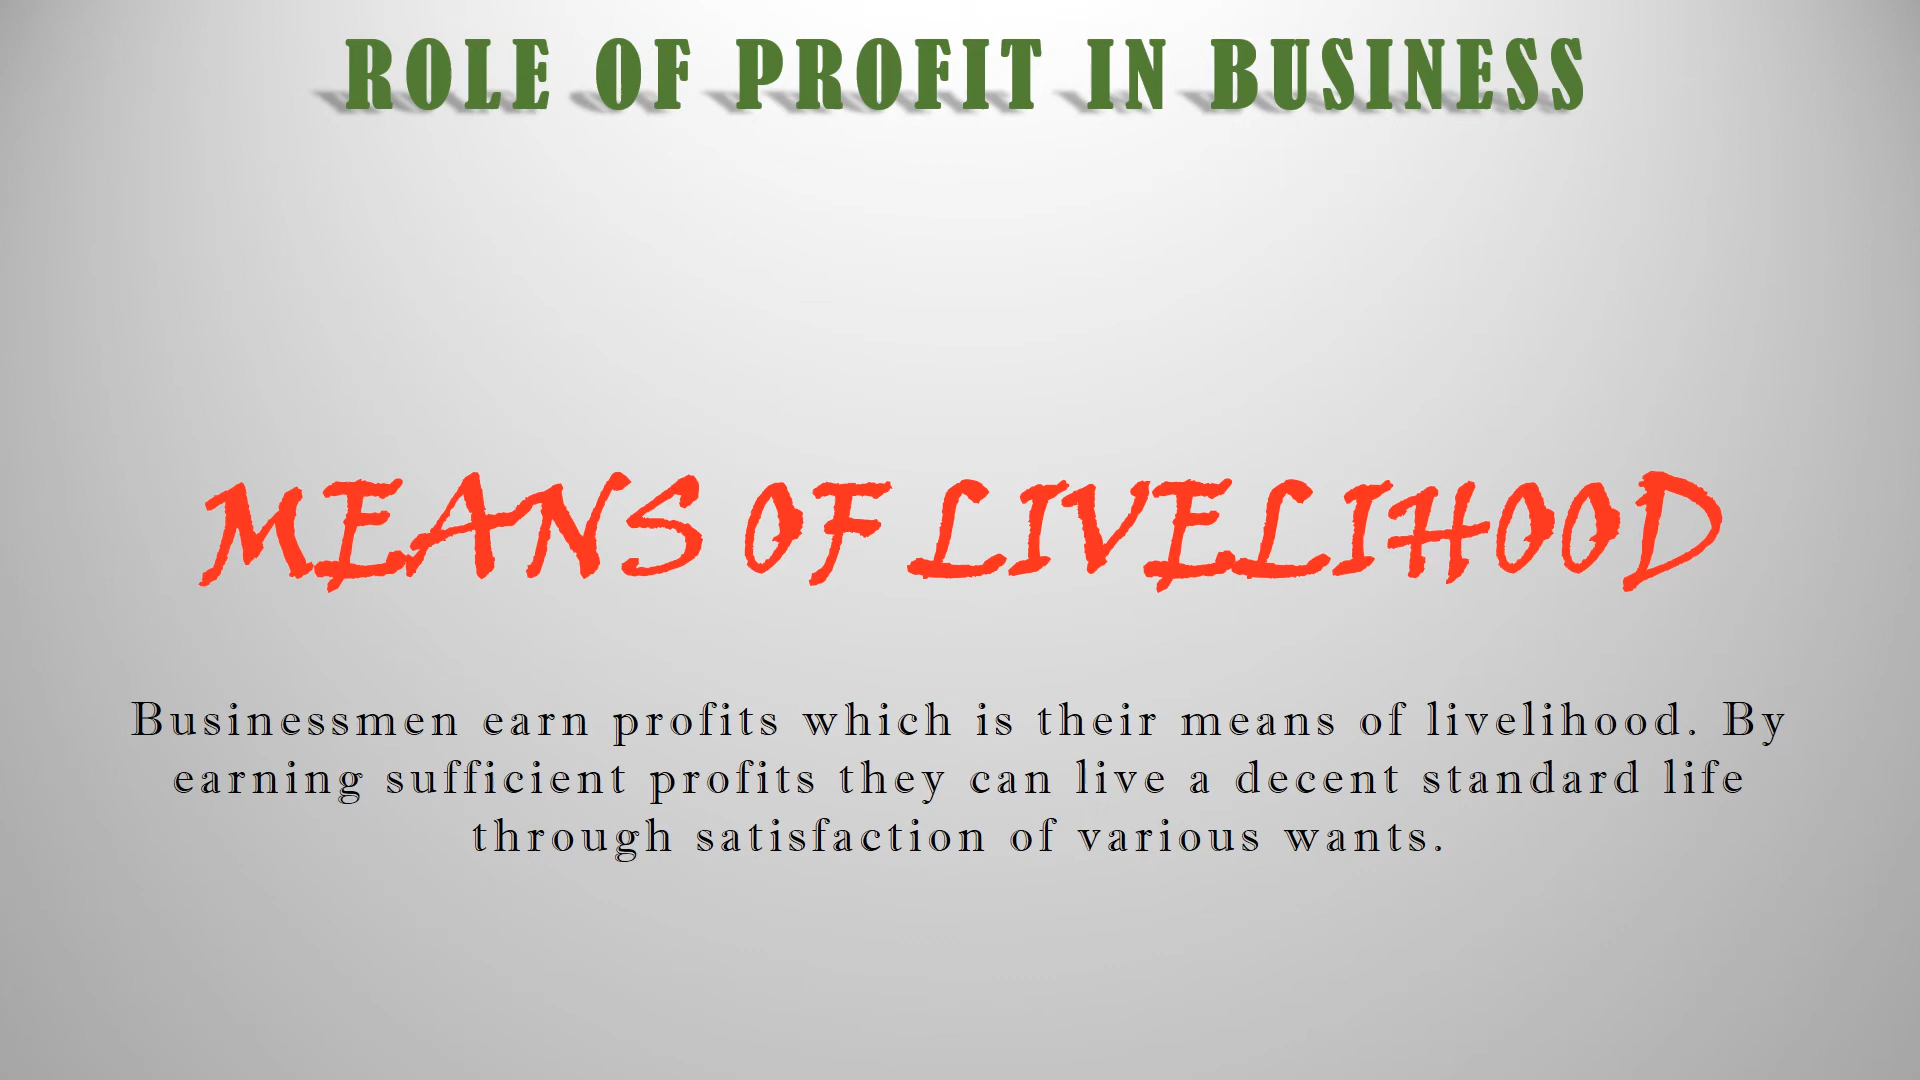 ROLE OF PROFIT IN BUSINESS
MEANS OF LIVELIHOOD
Businessmen earn profits which is their means of livelihood. By
earning sufficient profits they can live a decent standard life
through satisfaction of various wants.